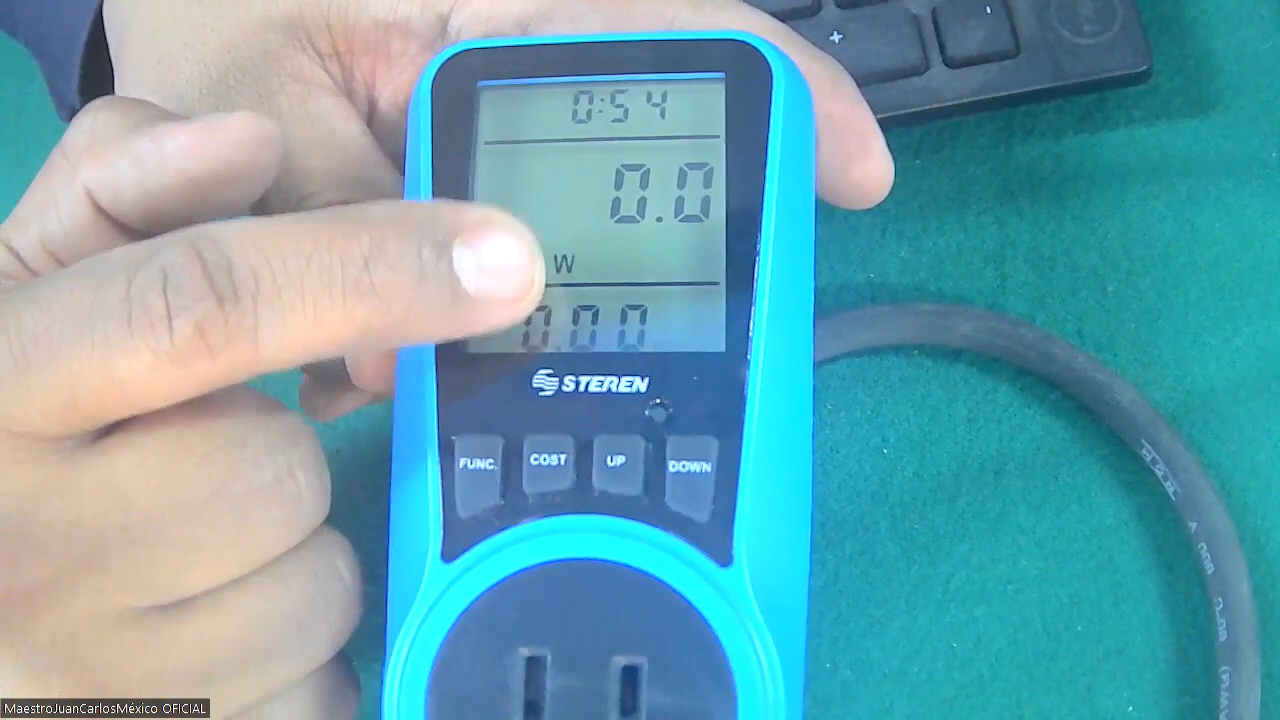 +
-
0:54
0.0
W
0.00
STEREN
FUNC.
COST
UP
DOWN
MaestroJuanCarlosMéxico OFICIAL